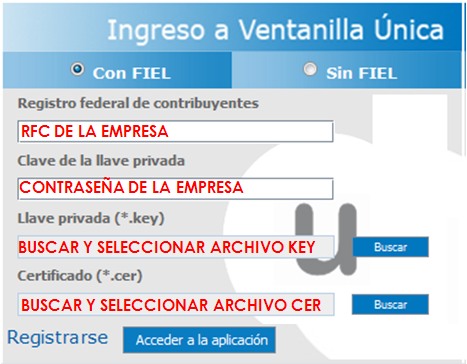 Ingreso a Ventanilla Única
Con FIEL
Sin FIEL
Registro federal de contribuyentes
RFC DE LA EMPRESA
Clave de la llave privada
CONTRASEÑA DE LA EMPRESA
Llave privada (*.key)
BUSCAR Y SELECCIONAR ARCHIVO KEY
Buscar
Certificado (*.cer)
BUSCAR Y SELECCIONAR ARCHIVO CER
Buscar
Registrarse
Acceder a la aplicación
u